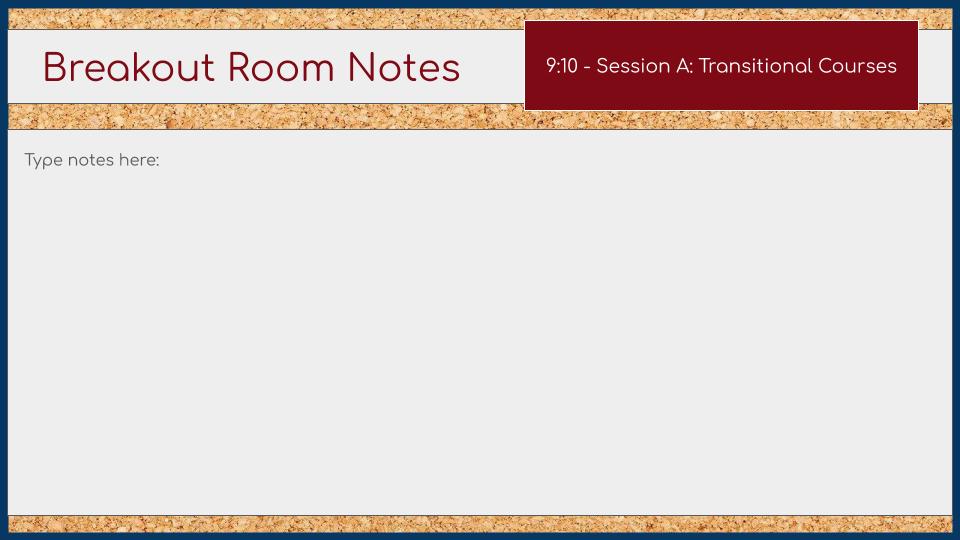 Breakout Room Notes
9:10 - Session A: Transitional Courses
Type notes here: